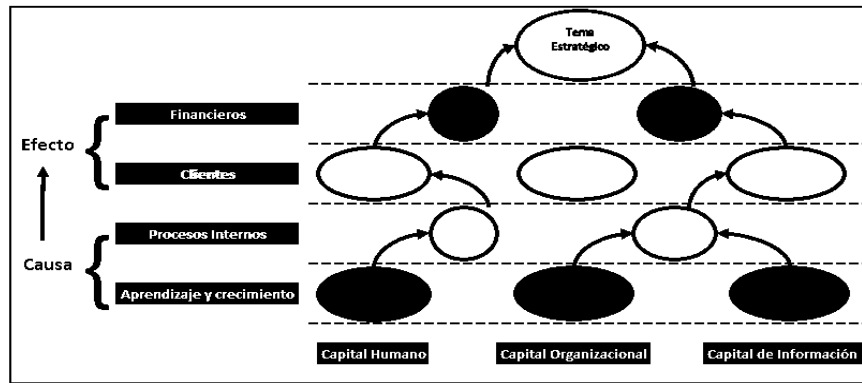 Tema
Estratégico
Financieros
Efecto
Clientes
Procesos Internos
Causa
Aprendizaje y crecimiento
Capital Humano
Capital Organizacional
Capital de Información